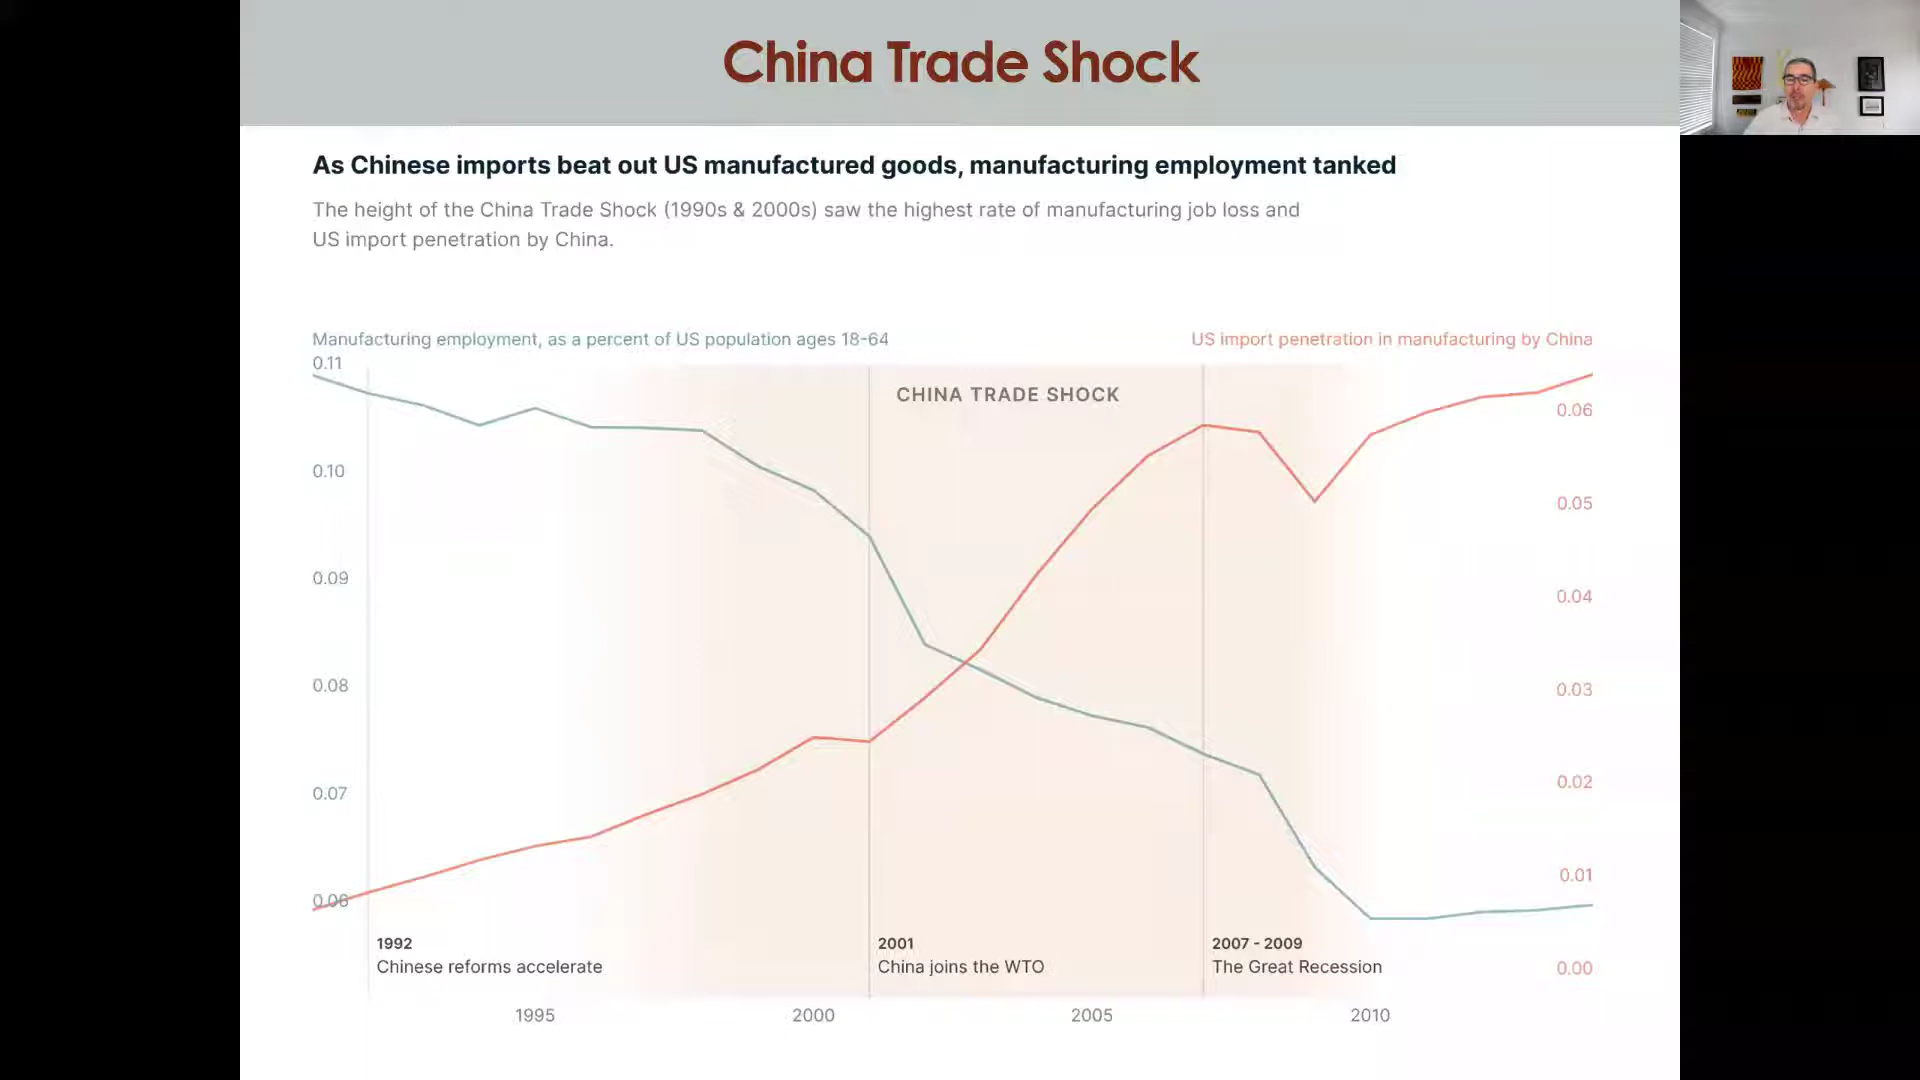 China Trade Shock
As Chinese imports beat out US manufactured goods, manufacturing employment tanked
The height of the China Trade Shock (1990s & 2000s) saw the highest rate of manufacturing job loss and
US import penetration by China.
Manufacturing employment, as a percent of US population ages 18-64
US import penetration in manufacturing by China
0.11
CHINA TRADE SHOCK
0.06
0.10
0.05
0.09
0.04
0.08
0.03
0.07
0.02
0.06
0.01
1992
Chinese reforms accelerate
2001
China joins the WTO
2007 - 2009
The Great Recession
0.00
1995
2000
2005
2010